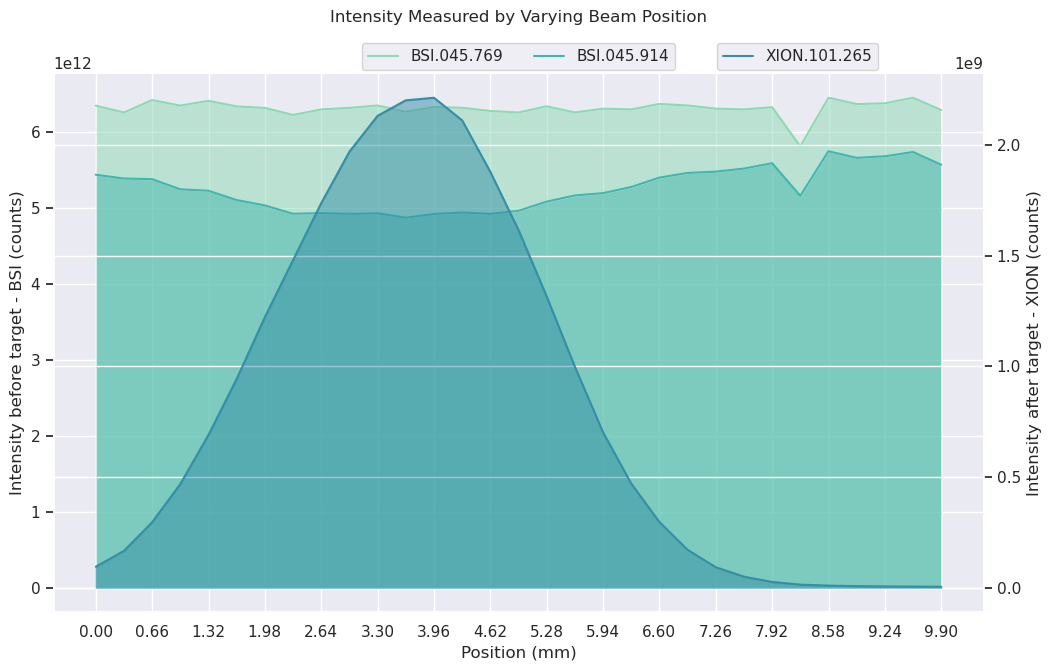 Intensity Measured by Varying Beam Position
BSI.045.769 BSI.045.914 XION.101.265
1e12 1e9
Intensity before target - BSI (counts)
6
5
4
3
2
1
0
2.0
1.5
1.0
0.5
0.0
Intensity after target - XION (counts)
0.00 0.66 1.32 1.98 2.64 3.30 3.96 4.62 5.28 5.94 6.60 7.26 7.92 8.58 9.24 9.90
Position (mm)